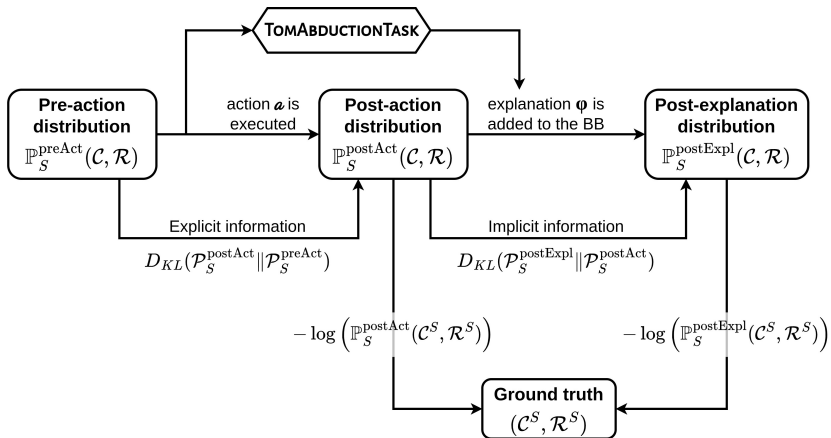 TomAbductionTask
Pre-action
distribution
ℙ_S^preAct(𝒞, ℛ)
action 𝒶 is
executed
Post-action
distribution
ℙ_S^postAct(𝒞, ℛ)
explanation φ is
added to the BB
Post-explanation
distribution
ℙ_S^postExpl(𝒞, ℛ)
Explicit information
D_KL(𝒫_S^postAct‖𝒫_S^preAct)
Implicit information
D_KL(𝒫_S^postExpl‖𝒫_S^postAct)
− log (ℙ_S^postAct(𝒞^S, ℛ^S))
− log (ℙ_S^postExpl(𝒞^S, ℛ^S))
Ground truth
(𝒞^S, ℛ^S)